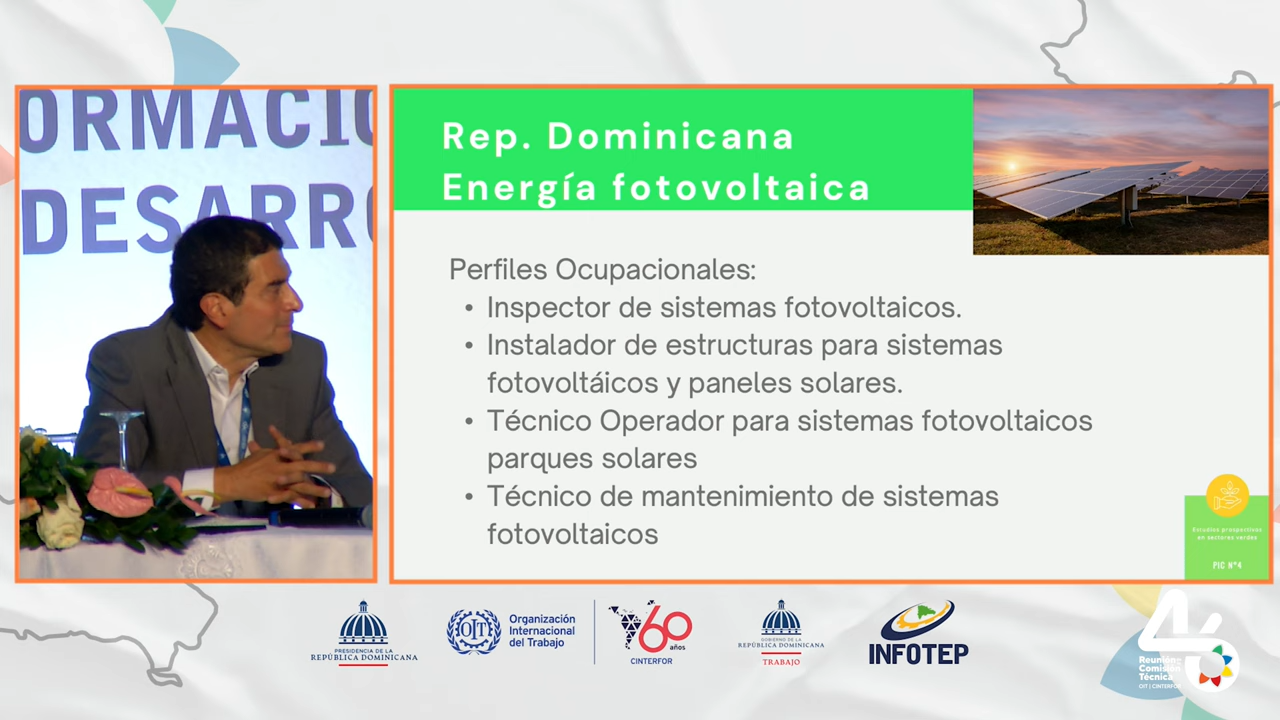 ORMACIO
DESARRO
Rep. Dominicana
Energía fotovoltaica
Perfiles Ocupacionales:
• Inspector de sistemas fotovoltaicos.
• Instalador de estructuras para sistemas
fotovoltáicos y paneles solares.
• Técnico Operador para sistemas fotovoltaicos
parques solares
• Técnico de mantenimiento de sistemas
fotovoltaicos
Estudios prospectivos
en sectores verdes
PIC N°4
PRESIDENCIA DE LA
REPÚBLICA DOMINICANA
OIT
Organización
Internacional
del Trabajo
60
años
CINTERFOR
GOBIERNO DE LA
REPÚBLICA DOMINICANA
TRABAJO
INFOTEP
46
Reunión
Comisión
Técnica
OIT | CINTERFOR